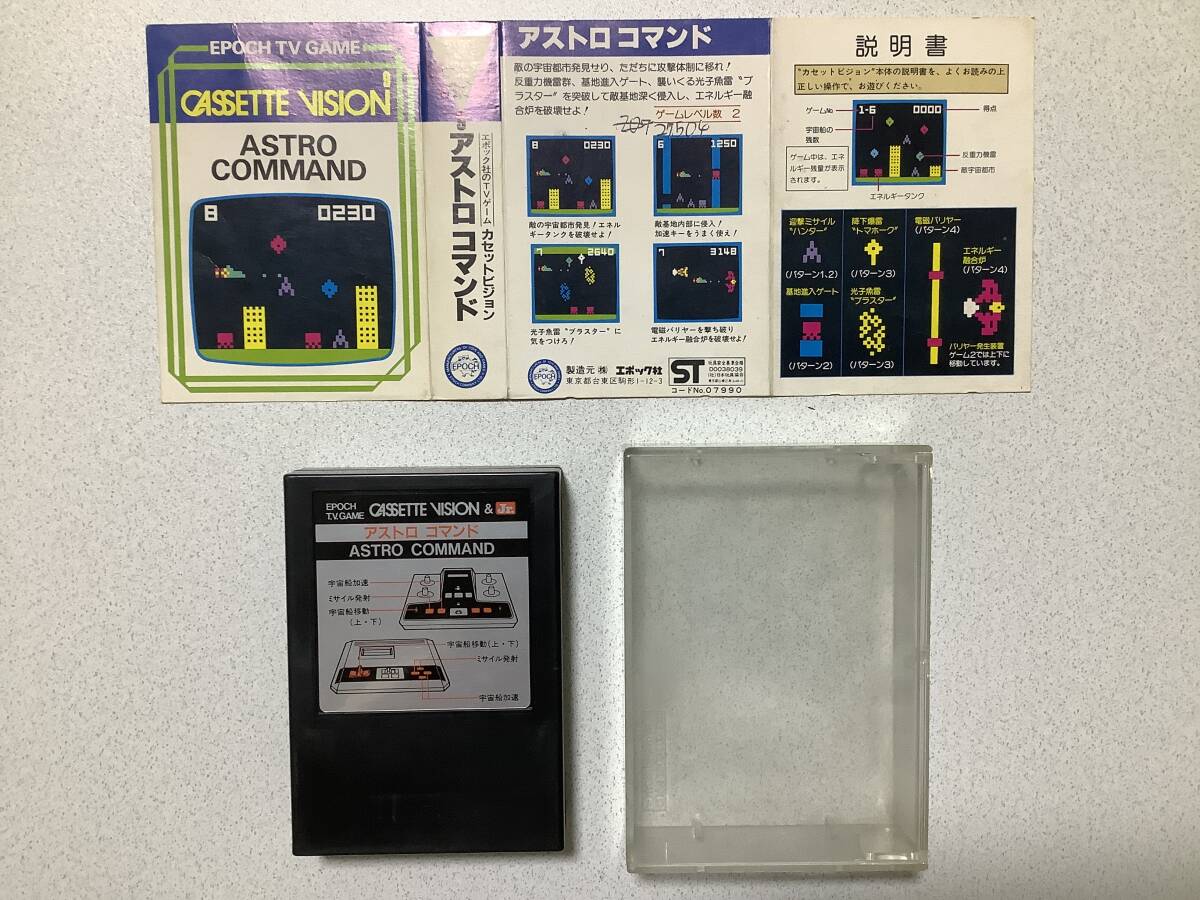 EPOCH TV GAME
CASSETTE VISION
ASTRO
COMMAND
8 0230
エポック社のTVゲーム カセットビジョン
アストロ コマンド
EPOCH
アストロ コマンド
敵の宇宙都市発見せり、ただちに攻撃体制に移れ!
反重力機雷群、基地進入ゲート、襲いくる光子魚雷“ブ
ラスター”を突破して敵基地深く侵入し、エネルギー融
合炉を破壊せよ!
ゲームレベル数 2
27504
8 0230
6 1250
敵の宇宙都市発見!エネル
ギータンクを破壊せよ!
敵基地内部に侵入!
加速キーをうまく使え!
7 2640
7 3148
光子魚雷“ブラスター”に
気をつけろ!
電磁バリヤーを撃ち破り
エネルギー融合炉を破壊せよ!
EPOCH
製造元 ㈱ エポック社
東京都台東区駒形1-12-3
ST
玩具安全基準合格
00038039
(社)日本玩具協会
コードNo.07990
説明書
“カセットビジョン”本体の説明書を、よくお読みの上
正しい操作で、お遊びください。
ゲームNo
1-6 0000
得点
宇宙船の
残数
ゲーム中は、エネ
ルギー残量が表示
されます。
反重力機雷
敵宇宙都市
エネルギータンク
迎撃ミサイル
“ハンター”
(パターン1、2)
降下爆雷
“トマホーク”
(パターン3)
電磁バリヤー
(パターン4)
エネルギー
融合炉
(パターン4)
基地進入ゲート
(パターン2)
光子魚雷
“ブラスター”
(パターン3)
バリヤー発生装置
ゲーム2では上下に
移動しています。
EPOCH
T.V.GAME CASSETTE VISION & Jr.
アストロ コマンド
ASTRO COMMAND
宇宙船加速
ミサイル発射
宇宙船移動
(上・下)
宇宙船移動(上・下)
ミサイル発射
宇宙船加速